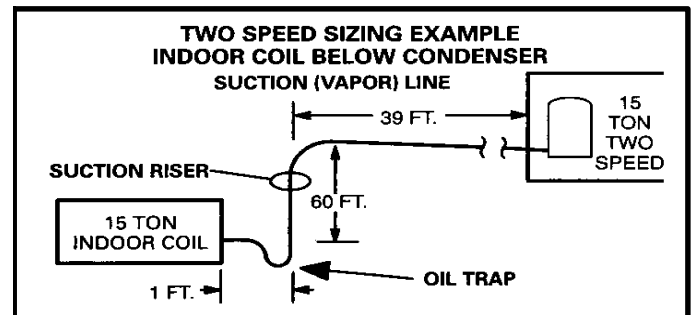 TWO SPEED SIZING EXAMPLE
INDOOR COIL BELOW CONDENSER
SUCTION (VAPOR) LINE
39 FT.
15
TON
TWO
SPEED
SUCTION RISER
60 FT.
15 TON
INDOOR COIL
OIL TRAP
1 FT.